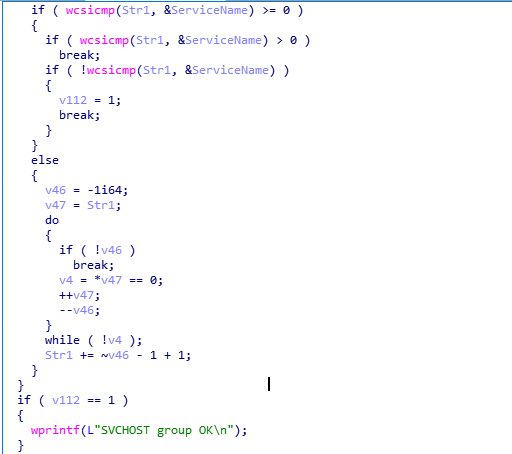 if ( wcsicmp(Str1, &ServiceName) >= 0 )
{
if ( wcsicmp(Str1, &ServiceName) > 0 )
break;
if ( !wcsicmp(Str1, &ServiceName) )
{
v112 = 1;
break;
}
}
else
{
v46 = -1i64;
v47 = Str1;
do
{
if ( !v46 )
break;
v4 = *v47 == 0;
++v47;
--v46;
}
while ( !v4 );
Str1 += ~v46 - 1 + 1;
}
}
if ( v112 == 1 )
{
wprintf(L"SVCHOST group OK\n");
}